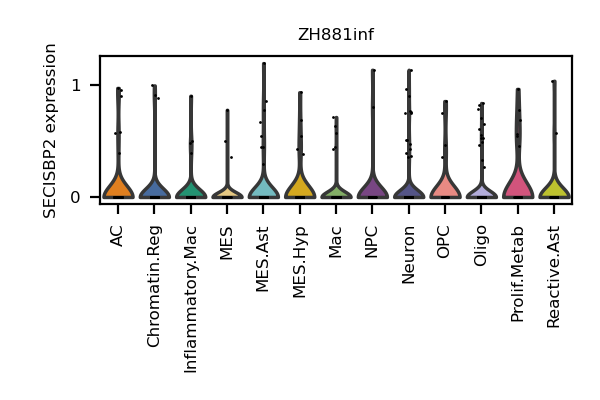 ZH881inf
SECISBP2 expression
1
0
AC
Chromatin.Reg
Inflammatory.Mac
MES
MES.Ast
MES.Hyp
Mac
NPC
Neuron
OPC
Oligo
Prolif.Metab
Reactive.Ast